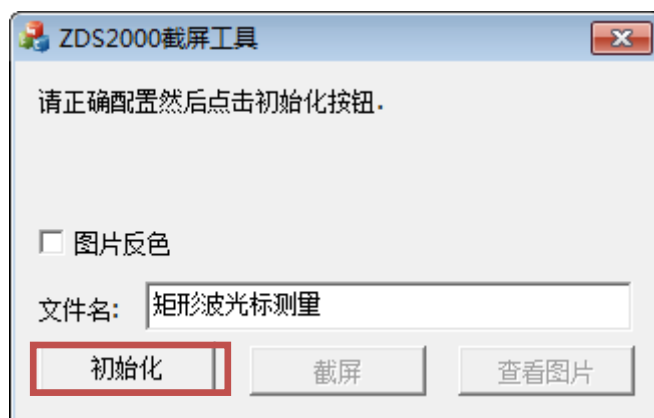 ZDS2000截屏工具
请正确配置然后点击初始化按钮.
图片反色
文件名: 矩形波光标测量
初始化 截屏 查看图片